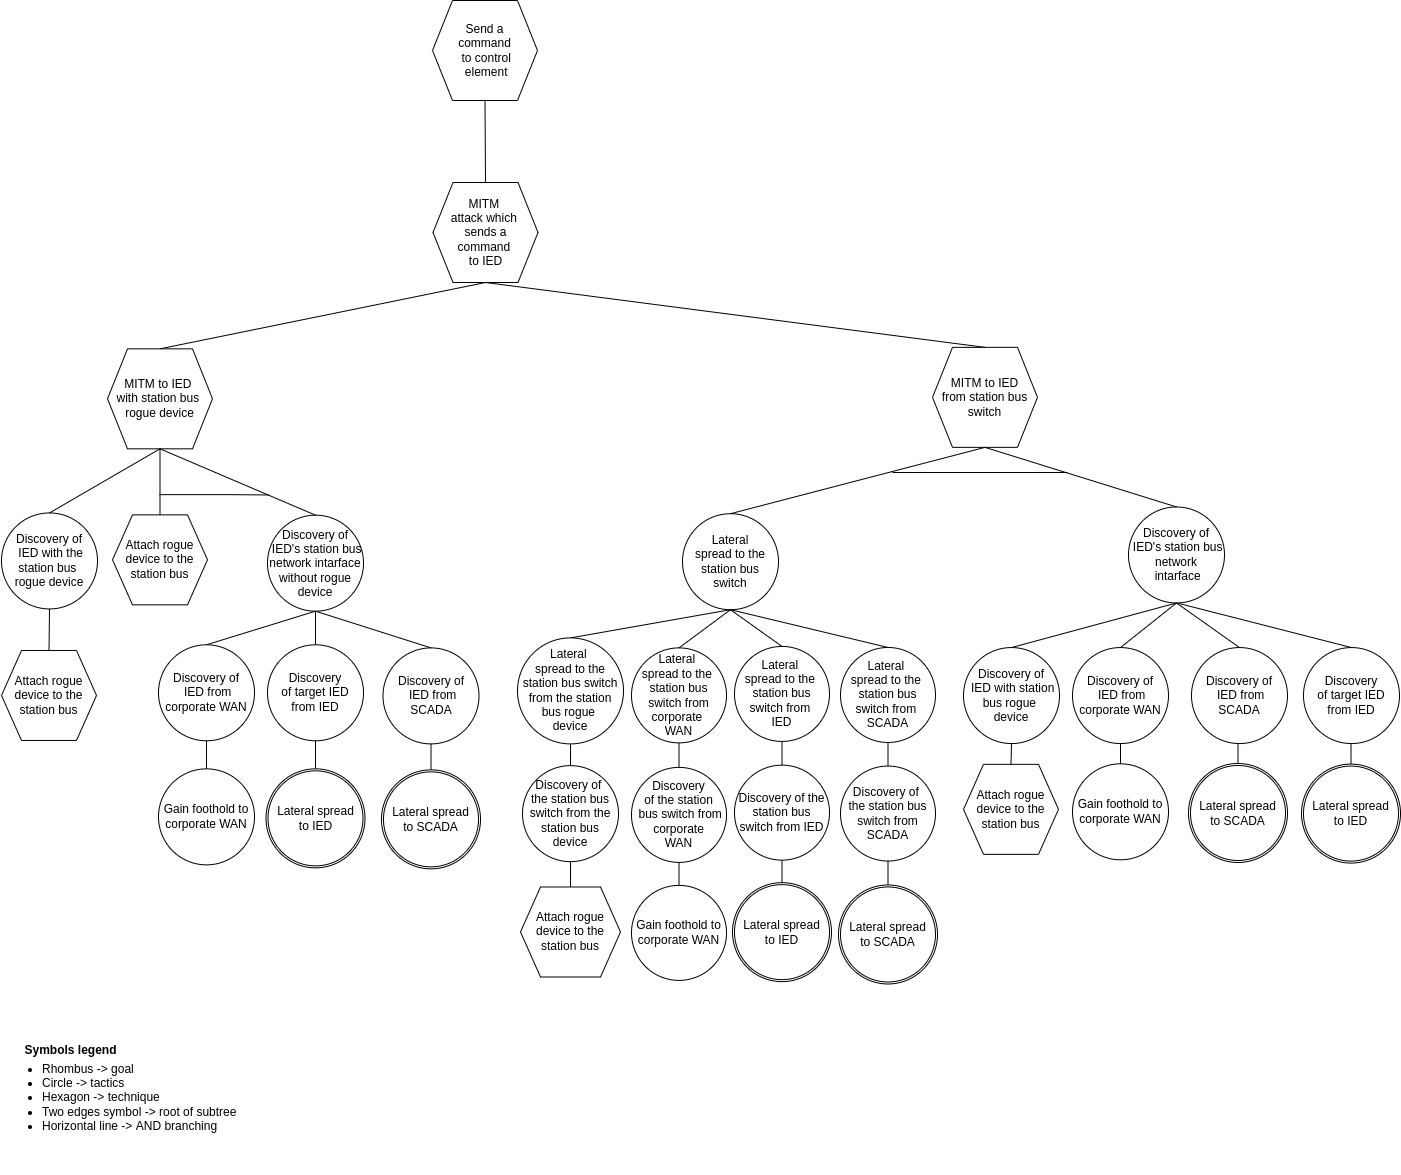 Send a
command
to control
element
MITM
attack which
sends a
command
to IED
MITM to IED
with station bus
rogue device
MITM to IED
from station bus
switch
Discovery of
IED with the
station bus
rogue device
Attach rogue
device to the
station bus
Discovery of
IED's station bus
network intarface
without rogue
device
Lateral
spread to the
station bus
switch
Discovery of
IED's station bus
network
intarface
Attach rogue
device to the
station bus
Discovery of
IED from
corporate WAN
Discovery
of target IED
from IED
Discovery of
IED from
SCADA
Lateral
spread to the
station bus switch
from the station
bus rogue
device
Lateral
spread to the
station bus
switch from
corporate
WAN
Lateral
spread to the
station bus
switch from
IED
Lateral
spread to the
station bus
switch from
SCADA
Discovery of
IED with station
bus rogue
device
Discovery of
IED from
corporate WAN
Discovery of
IED from
SCADA
Discovery
of target IED
from IED
Gain foothold to
corporate WAN
Lateral spread
to IED
Lateral spread
to SCADA
Discovery of
the station bus
switch from the
station bus
device
Discovery
of the station
bus switch from
corporate
WAN
Discovery of the
station bus
switch from IED
Discovery of
the station bus
switch from
SCADA
Attach rogue
device to the
station bus
Gain foothold to
corporate WAN
Lateral spread
to SCADA
Lateral spread
to IED
Attach rogue
device to the
station bus
Gain foothold to
corporate WAN
Lateral spread
to IED
Lateral spread
to SCADA
Symbols legend
• Rhombus -> goal
• Circle -> tactics
• Hexagon -> technique
• Two edges symbol -> root of subtree
• Horizontal line -> AND branching